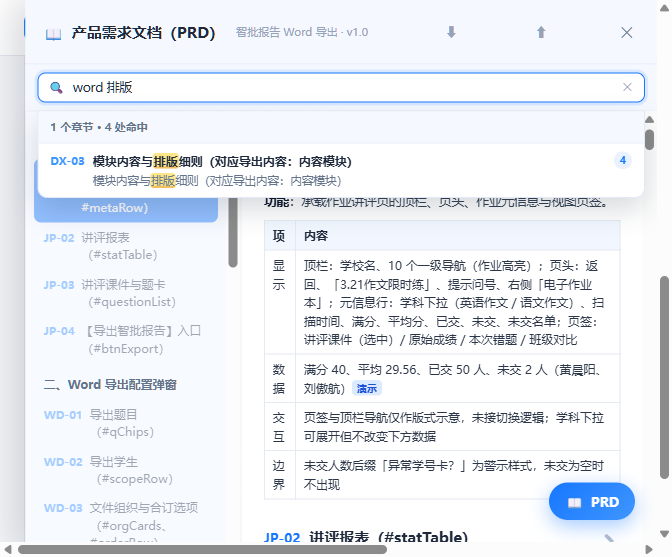 产品需求文档（PRD） 智批报告 Word 导出 · v1.0
word 排版
1 个章节 • 4 处命中
DX-03 模块内容与排版细则（对应导出内容：内容模块） 4
模块内容与排版细则（对应导出内容：内容模块）
#metaRow)
JP-02 讲评报表
（#statTable）
JP-03 讲评课件与题卡
（#questionList）
JP-04 【导出智批报告】入口
（#btnExport）
二、Word 导出配置弹窗
WD-01 导出题目
（#qChips）
WD-02 导出学生
（#scopeRow）
WD-03 文件组织与合订选项
（#orgCards、
功能：承载作业讲评页的顶栏、页头、作业元信息与视图页签。
项 内容
显示 顶栏：学校名、10 个一级导航（作业高亮）；页头：返
回、「3.21作文限时练」、提示问号、右侧「电子作业
本」；元信息行：学科下拉（英语作文 / 语文作文）、扫
描时间、满分、平均分、已交、未交、未交名单；页签：
讲评课件（选中）/ 原始成绩 / 本次错题 / 班级对比
数据 满分 40、平均 29.56、已交 50 人、未交 2 人（黄晨阳、
刘俊航） 演示
交互 页签与顶栏导航仅作版式示意，未接切换逻辑；学科下拉
可展开但不改变下方数据
边界 未交人数后缀「异常学号卡？」为警示样式，未交为空时
不出现
PRD
JP-02 讲评报表（#statTable）